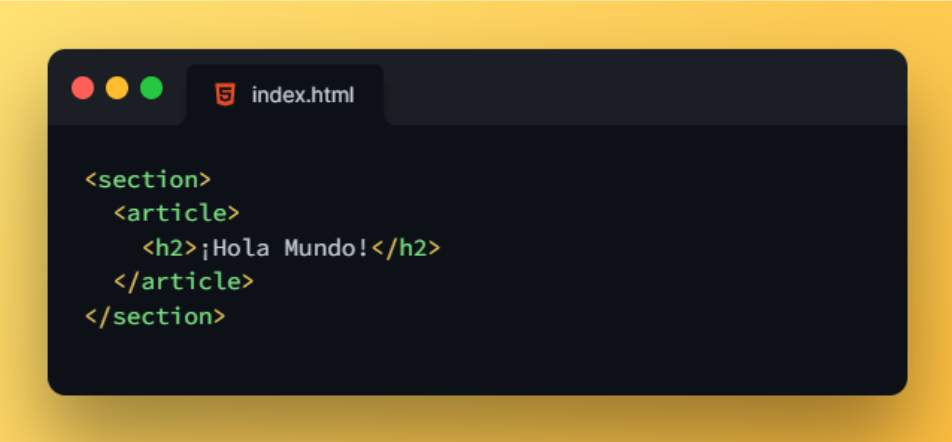 index.html
<section>
<article>
<h2>¡Hola Mundo!</h2>
</article>
</section>